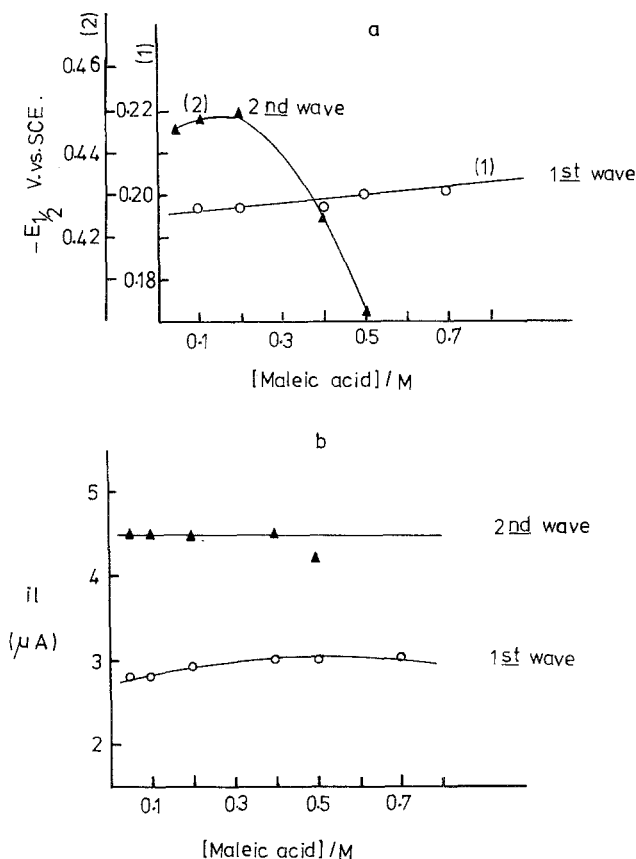 a
(2)
(1)
0.46
0.44
0.42
0.22
0.20
0.18
-E1/2 V. vs. SCE.
(2) 2nd wave
(1)
1st wave
0.1 0.3 0.5 0.7
[Maleic acid]/M
b
5
4
3
2
il
(μA)
2nd wave
1st wave
0.1 0.3 0.5 0.7
[Maleic acid]/M